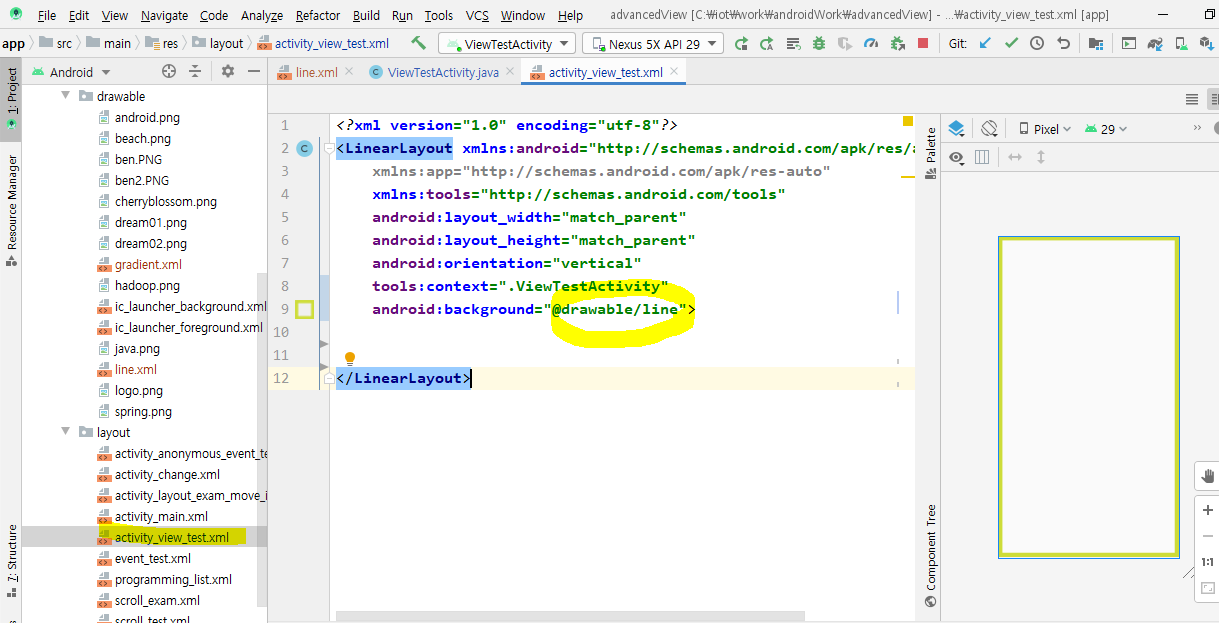 File Edit View Navigate Code Analyze Refactor Build Run Tools VCS Window Help advancedView [C:₩iot₩work₩androidWork₩advancedView] - ...₩activity_view_test.xml [app]
app src main res layout activity_view_test.xml ViewTestActivity Nexus 5X API 29 Git:
1: Project
Resource Manager
7: Structure
Android
line.xml ViewTestActivity.java activity_view_test.xml
drawable
android.png
beach.png
ben.PNG
ben2.PNG
cherryblossom.png
dream01.png
dream02.png
gradient.xml
hadoop.png
ic_launcher_background.xml
ic_launcher_foreground.xml
java.png
line.xml
logo.png
spring.png
layout
activity_anonymous_event_te
activity_change.xml
activity_layout_exam_move_i
activity_main.xml
activity_view_test.xml
event_test.xml
programming_list.xml
scroll_exam.xml
scroll_test.xml
1 <?xml version="1.0" encoding="utf-8"?>
2 <LinearLayout xmlns:android="http://schemas.android.com/apk/res/a
3 xmlns:app="http://schemas.android.com/apk/res-auto"
4 xmlns:tools="http://schemas.android.com/tools"
5 android:layout_width="match_parent"
6 android:layout_height="match_parent"
7 android:orientation="vertical"
8 tools:context=".ViewTestActivity"
9 android:background="@drawable/line">
10
11
12 </LinearLayout>
Palette
Component Tree
Pixel 29
1:1